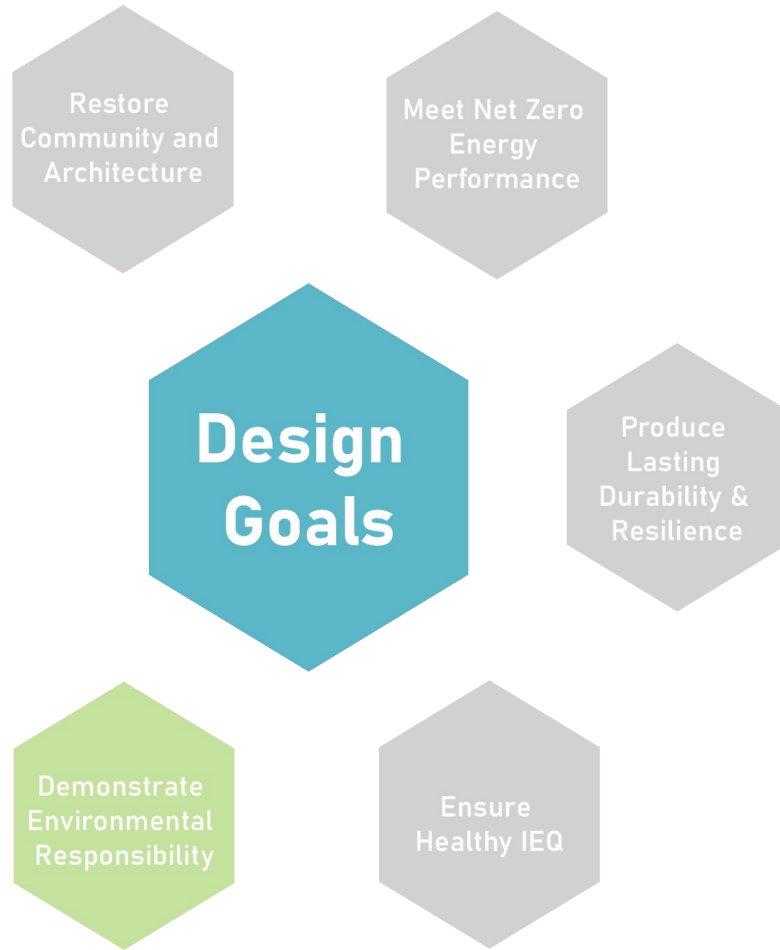 Restore
Community and
Architecture
Meet Net Zero
Energy
Performance
Design
Goals
Produce
Lasting
Durability &
Resilience
Demonstrate
Environmental
Responsibility
Ensure
Healthy IEQ